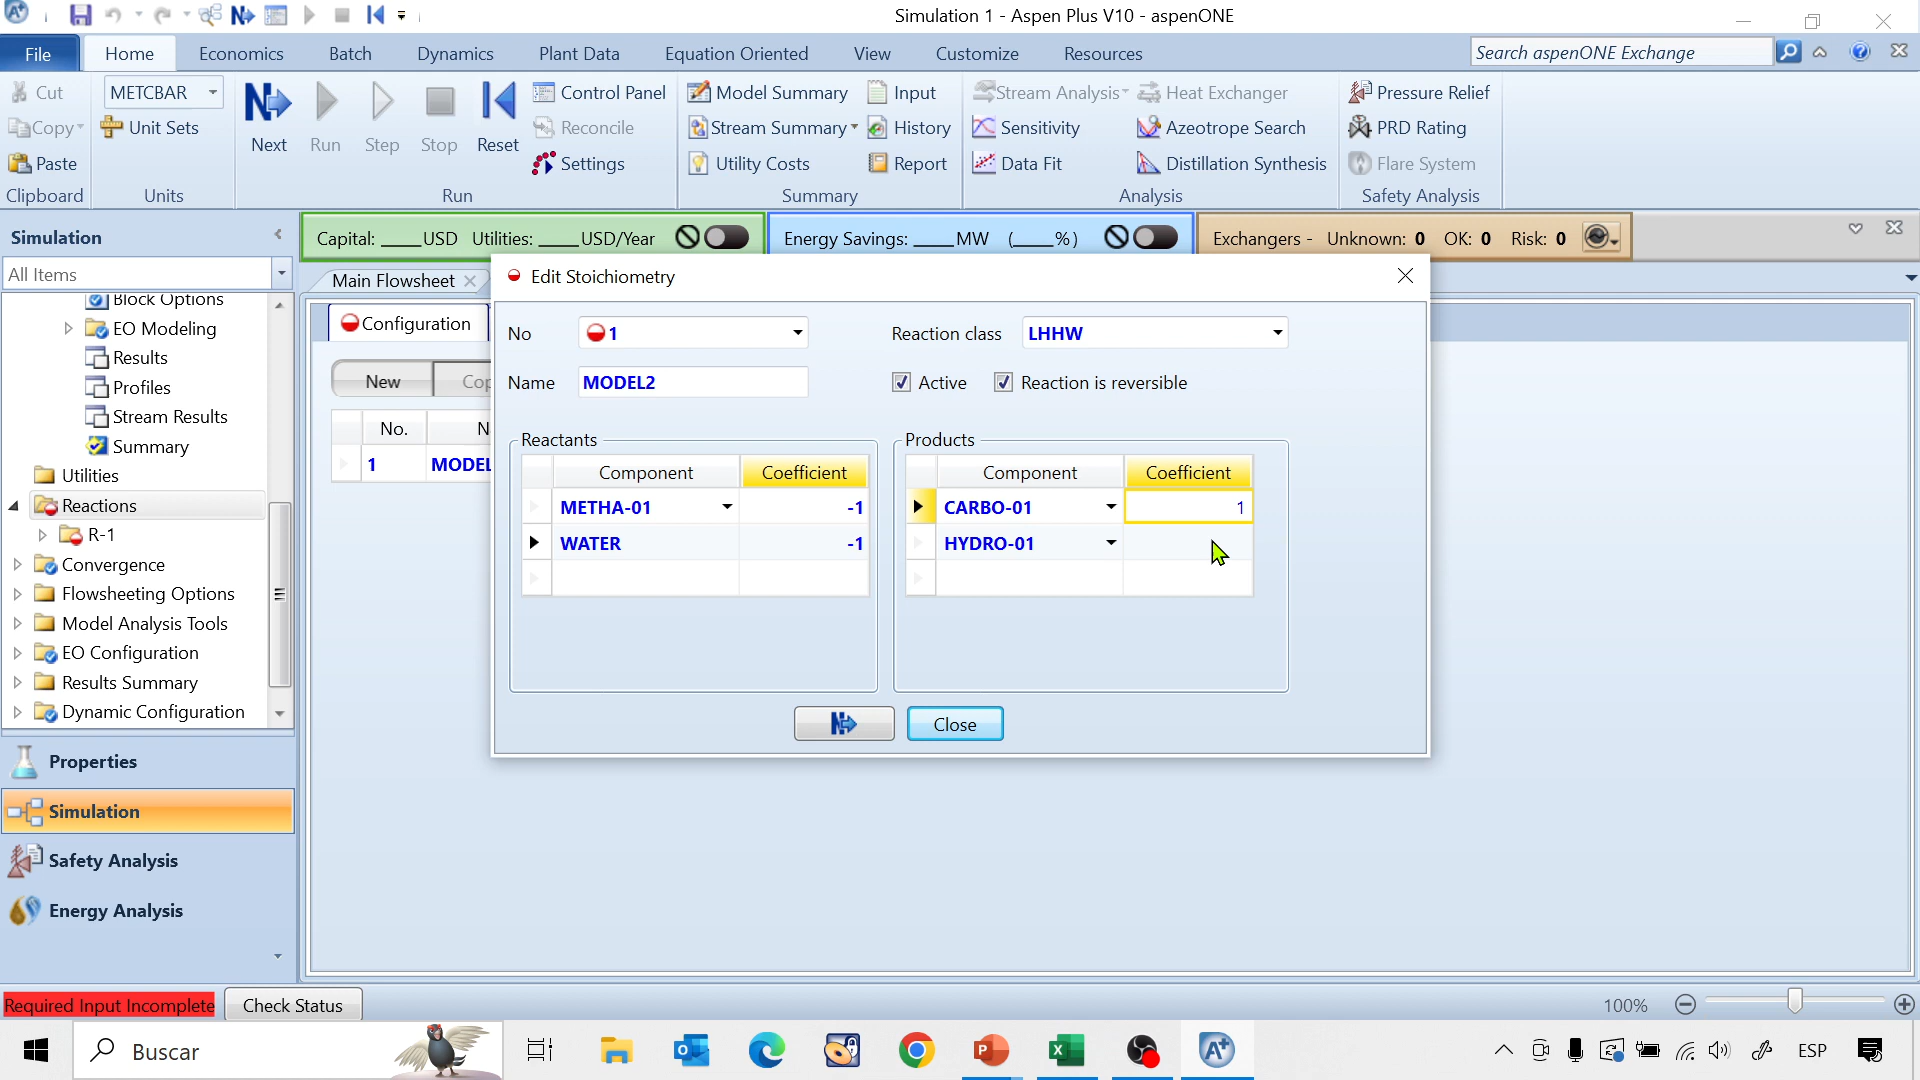 Simulation 1 - Aspen Plus V10 - aspenONE
File Home Economics Batch Dynamics Plant Data Equation Oriented View Customize Resources Search aspenONE Exchange
Cut METCBAR Control Panel Model Summary Input Stream Analysis Heat Exchanger Pressure Relief
Copy Unit Sets Reconcile Stream Summary History Sensitivity Azeotrope Search PRD Rating
Next Run Step Stop Reset
Paste Settings Utility Costs Report Data Fit Distillation Synthesis Flare System
Clipboard Units Run Summary Analysis Safety Analysis
Simulation
Capital: ____USD Utilities: ____USD/Year Energy Savings: ____MW (____%) Exchangers - Unknown: 0 OK: 0 Risk: 0
All Items
Main Flowsheet
Block Options
EO Modeling
Results
Profiles
Stream Results
Summary
Utilities
Reactions
R-1
Convergence
Flowsheeting Options
Model Analysis Tools
EO Configuration
Results Summary
Dynamic Configuration
Properties
Simulation
Safety Analysis
Energy Analysis
Configuration
New Cop
No. N
1 MODEL
Edit Stoichiometry
No 1 Reaction class LHHW
Name MODEL2 Active Reaction is reversible
Reactants
Component Coefficient
METHA-01 -1
WATER -1
Products
Component Coefficient
CARBO-01 1
HYDRO-01
Close
Required Input Incomplete Check Status 100%
Buscar ESP